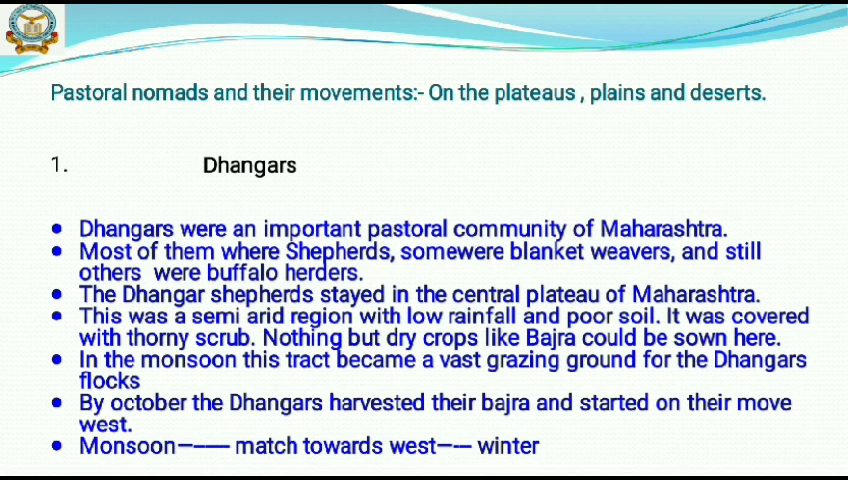 Pastoral nomads and their movements:- On the plateaus , plains and deserts.
1. Dhangars
• Dhangars were an important pastoral community of Maharashtra.
• Most of them where Shepherds, somewere blanket weavers, and still
others were buffalo herders.
• The Dhangar shepherds stayed in the central plateau of Maharashtra.
• This was a semi arid region with low rainfall and poor soil. It was covered
with thorny scrub. Nothing but dry crops like Bajra could be sown here.
• In the monsoon this tract became a vast grazing ground for the Dhangars
flocks
• By october the Dhangars harvested their bajra and started on their move
west.
• Monsoon—–—– match towards west—–– winter